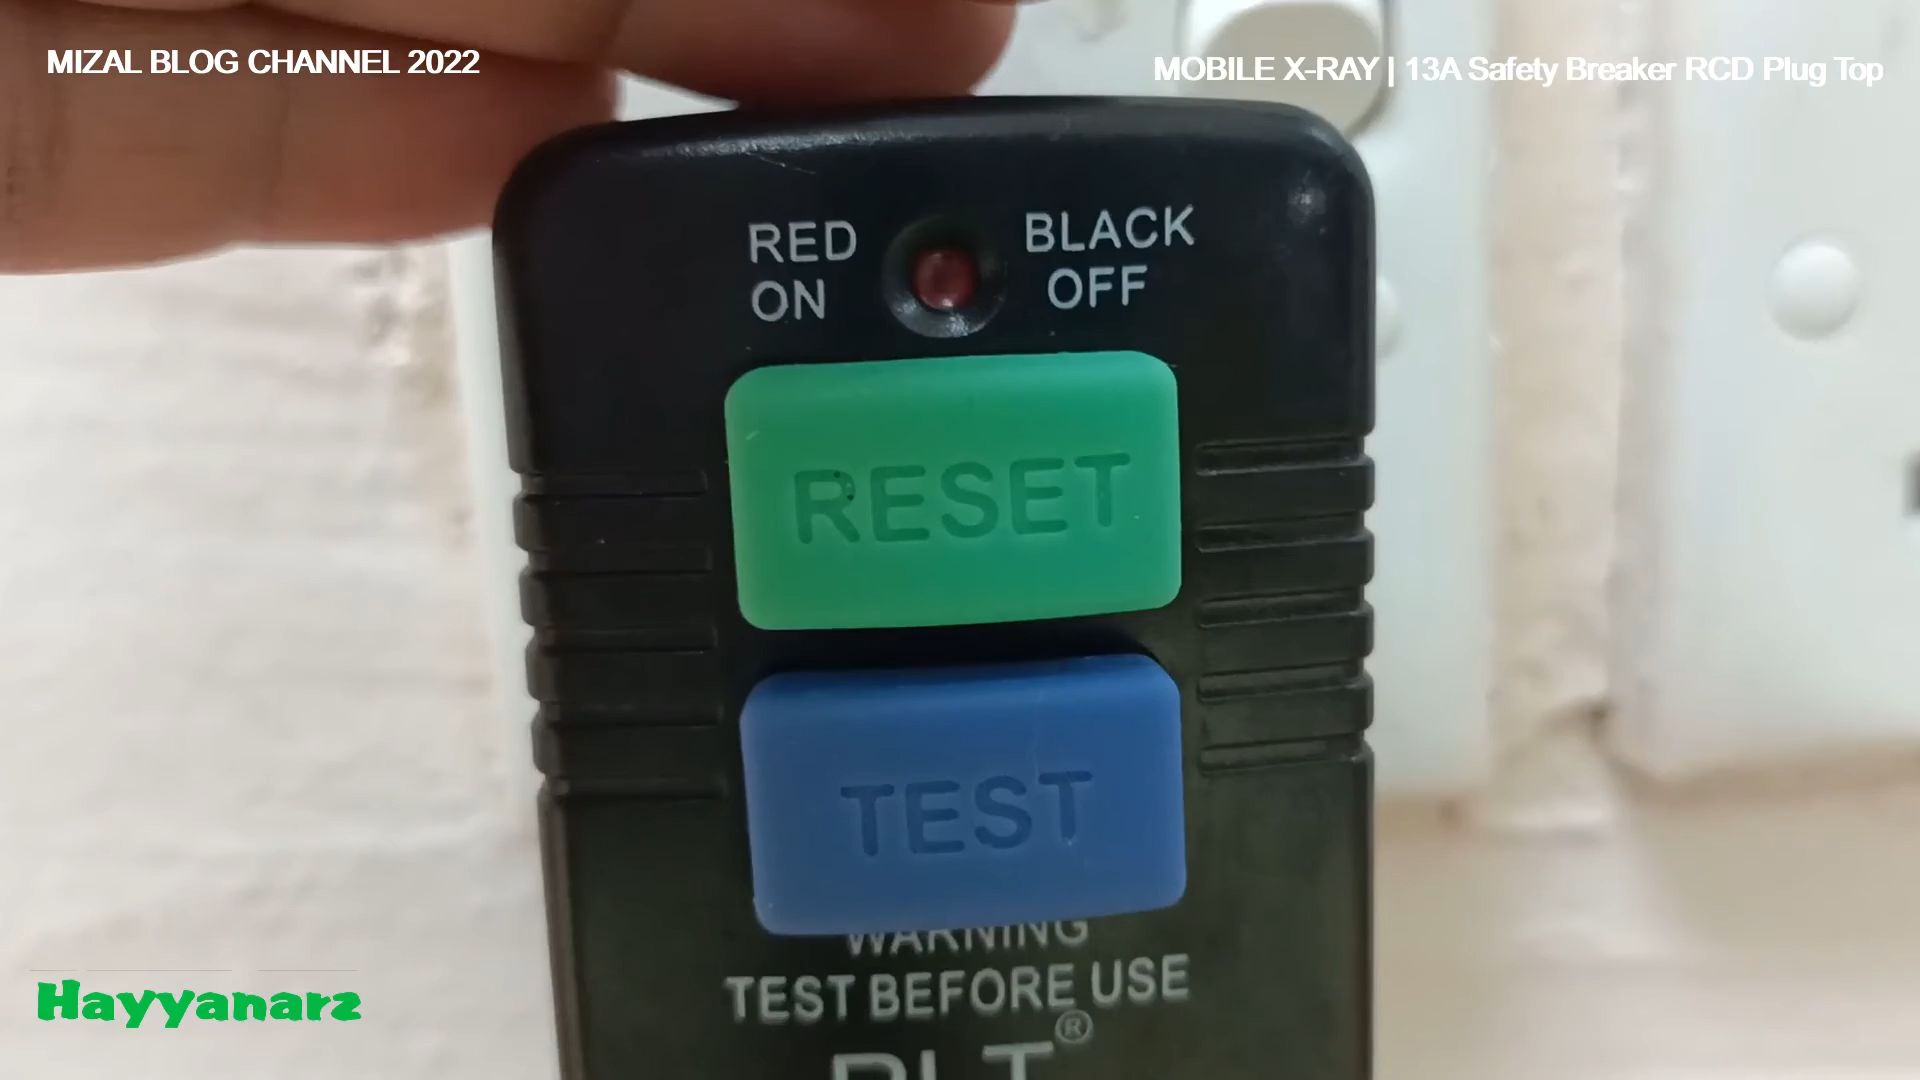 MIZAL BLOG CHANNEL 2022
MOBILE X-RAY | 13A Safety Breaker RCD Plug Top
RED
ON
BLACK
OFF
RESET
TEST
WARNING
TEST BEFORE USE
®
Hayyanarz